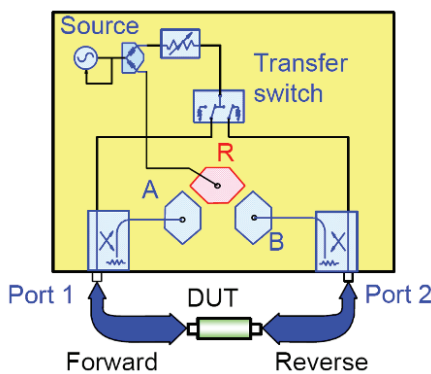 Source
Transfer
switch
R
A
B
Port 1
DUT
Port 2
Forward
Reverse